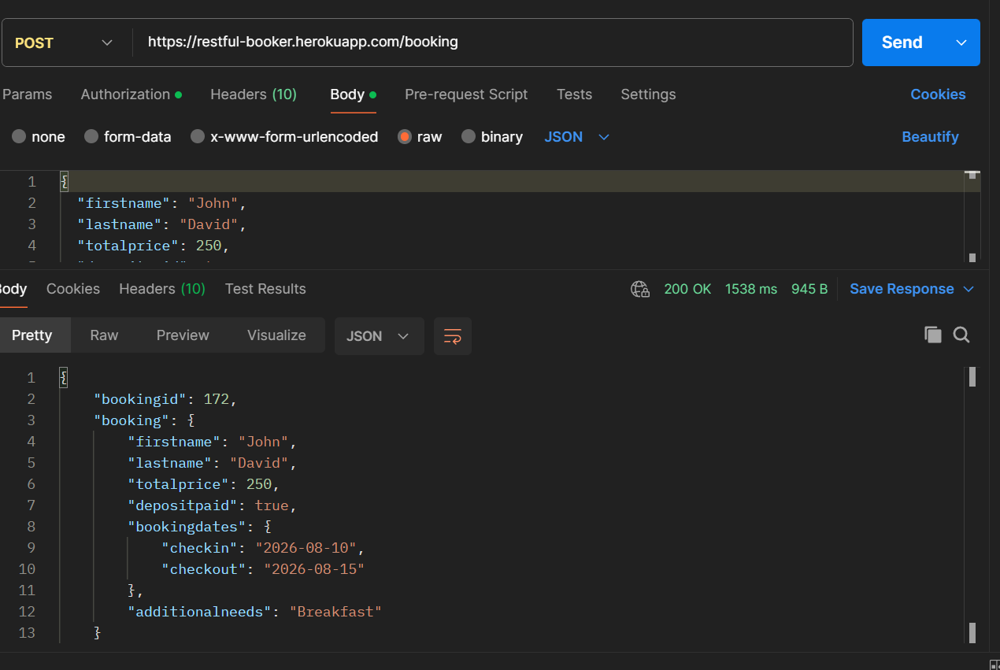 POST https://restful-booker.herokuapp.com/booking Send
Params Authorization Headers (10) Body Pre-request Script Tests Settings Cookies
none form-data x-www-form-urlencoded raw binary JSON Beautify
1 {
2 "firstname": "John",
3 "lastname": "David",
4 "totalprice": 250,
Body Cookies Headers (10) Test Results 200 OK 1538 ms 945 B Save Response
Pretty Raw Preview Visualize JSON
1 {
2 "bookingid": 172,
3 "booking": {
4 "firstname": "John",
5 "lastname": "David",
6 "totalprice": 250,
7 "depositpaid": true,
8 "bookingdates": {
9 "checkin": "2026-08-10",
10 "checkout": "2026-08-15"
11 },
12 "additionalneeds": "Breakfast"
13 }